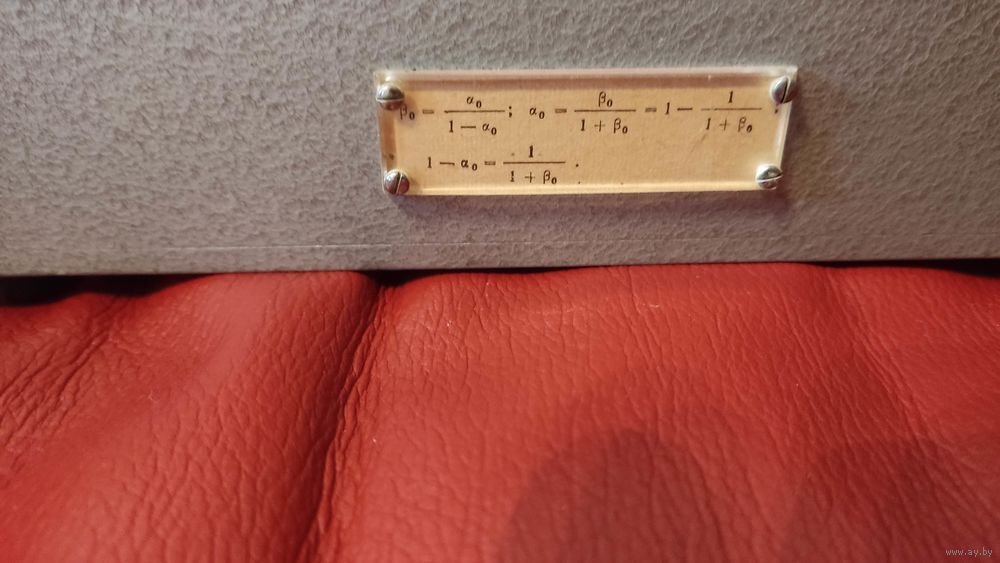 β₀ = α₀ / (1 − α₀); α₀ = β₀ / (1 + β₀) = 1 − 1 / (1 + β₀);
1 − α₀ = 1 / (1 + β₀).
www.ay.by